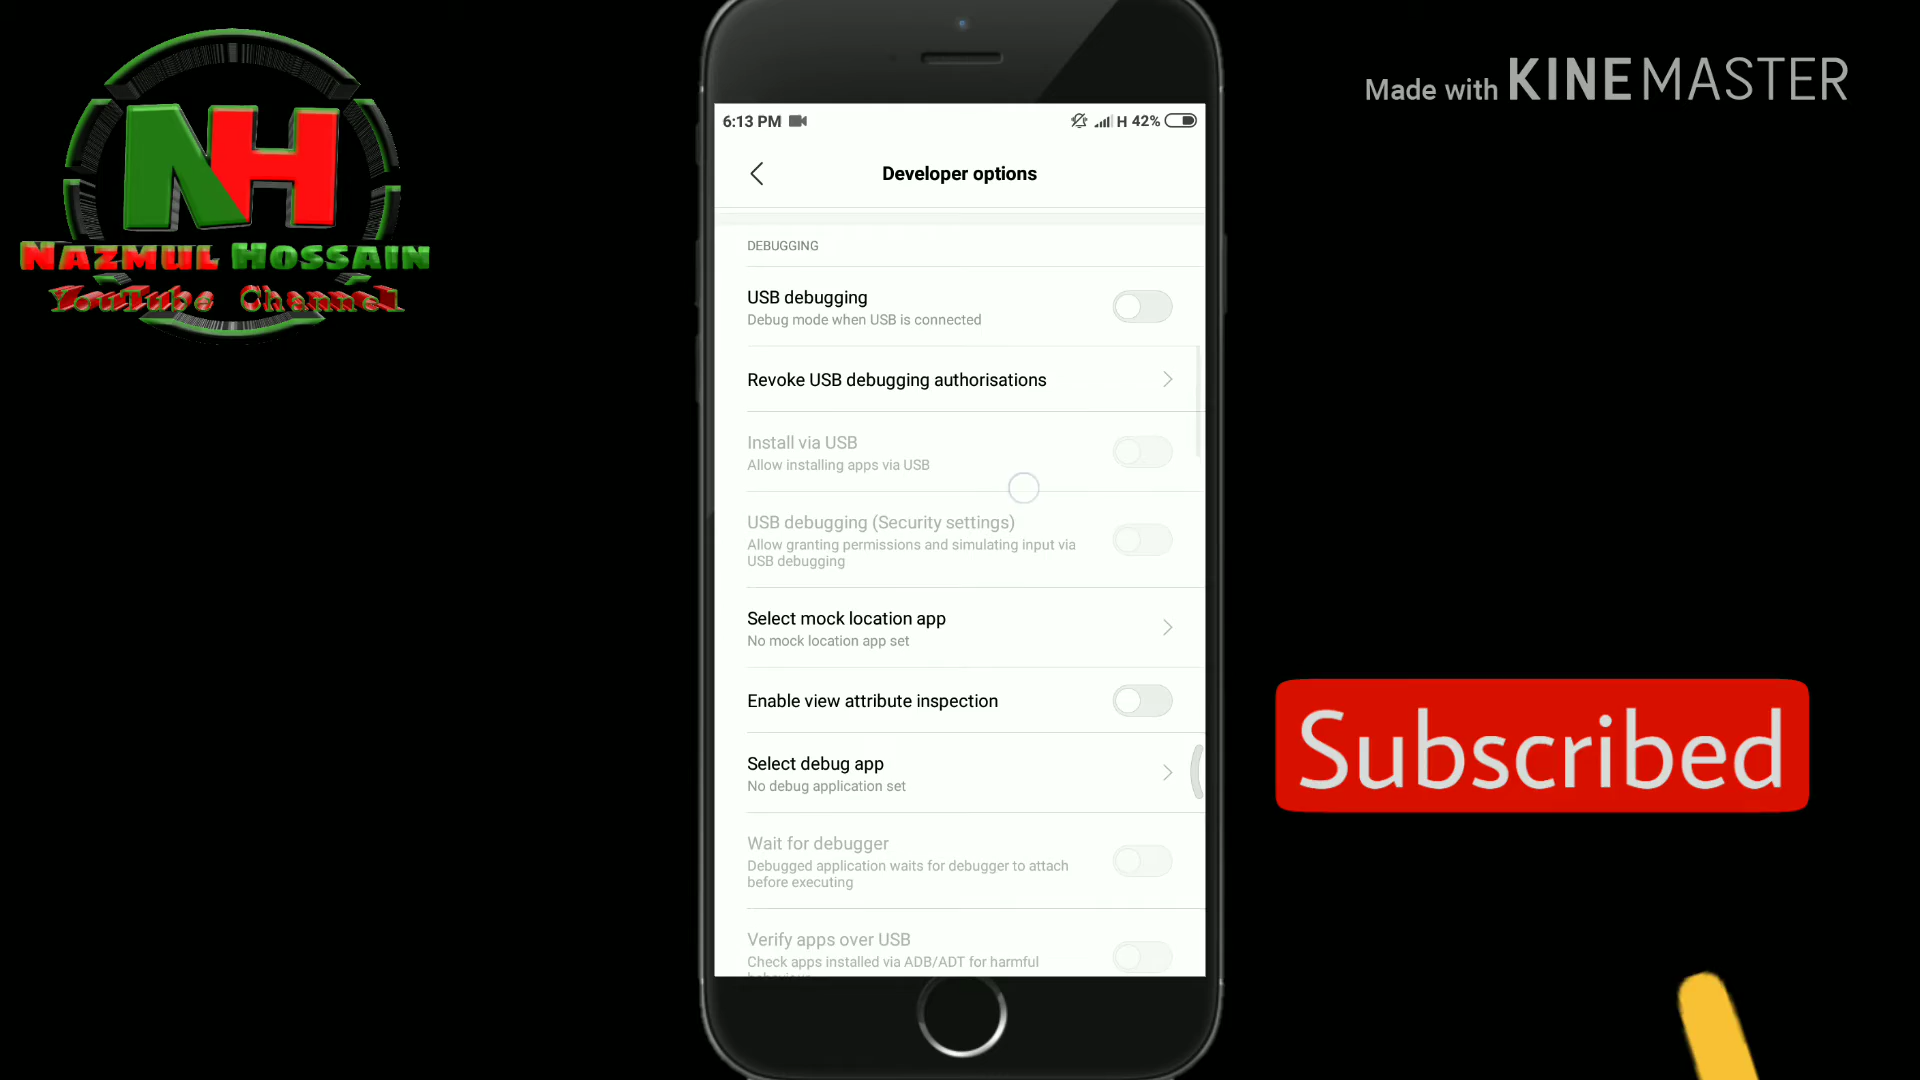 NH
NAZMUL HOSSAIN
YouTube Channel
Made with KINEMASTER
6:13 PM
H 42%
Developer options
DEBUGGING
USB debugging
Debug mode when USB is connected
Revoke USB debugging authorisations
Install via USB
Allow installing apps via USB
USB debugging (Security settings)
Allow granting permissions and simulating input via
USB debugging
Select mock location app
No mock location app set
Enable view attribute inspection
Select debug app
No debug application set
Wait for debugger
Debugged application waits for debugger to attach
before executing
Verify apps over USB
Check apps installed via ADB/ADT for harmful
Subscribed